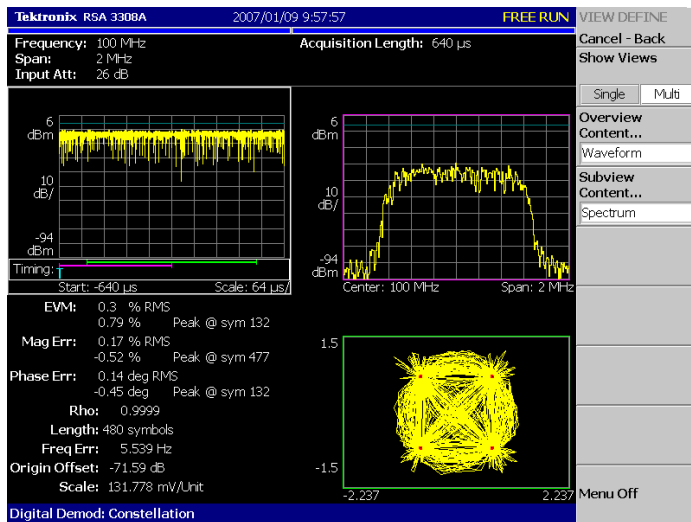 Tektronix RSA 3308A 2007/01/09 9:57:57 FREE RUN
Frequency: 100 MHz Acquisition Length: 640 µs
Span: 2 MHz
Input Att: 26 dB
6
dBm
10
dB/
-94
dBm
Timing:
Start: -640 µs Scale: 64 µs/
6
dBm
10
dB/
-94
dBm
Center: 100 MHz Span: 2 MHz
EVM: 0.3 % RMS
0.79 % Peak @ sym 132
Mag Err: 0.17 % RMS
-0.52 % Peak @ sym 477
Phase Err: 0.14 deg RMS
-0.45 deg Peak @ sym 132
Rho: 0.9999
Length: 480 symbols
Freq Err: 5.539 Hz
Origin Offset: -71.59 dB
Scale: 131.778 mV/Unit
1.5
-1.5
-2.237 2.237
Digital Demod: Constellation
VIEW DEFINE
Cancel - Back
Show Views
Single Multi
Overview
Content...
Waveform
Subview
Content...
Spectrum
Menu Off